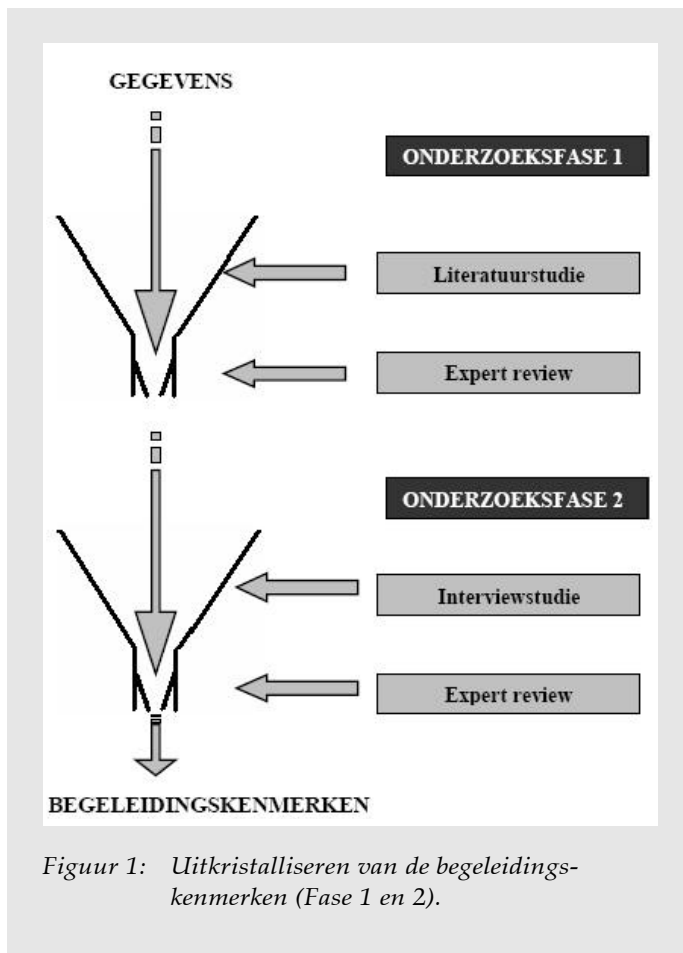 GEGEVENS
ONDERZOEKSFASE 1
Literatuurstudie
Expert review
ONDERZOEKSFASE 2
Interviewstudie
Expert review
BEGELEIDINGSKENMERKEN
Figuur 1: Uitkristalliseren van de begeleidings-
kenmerken (Fase 1 en 2).